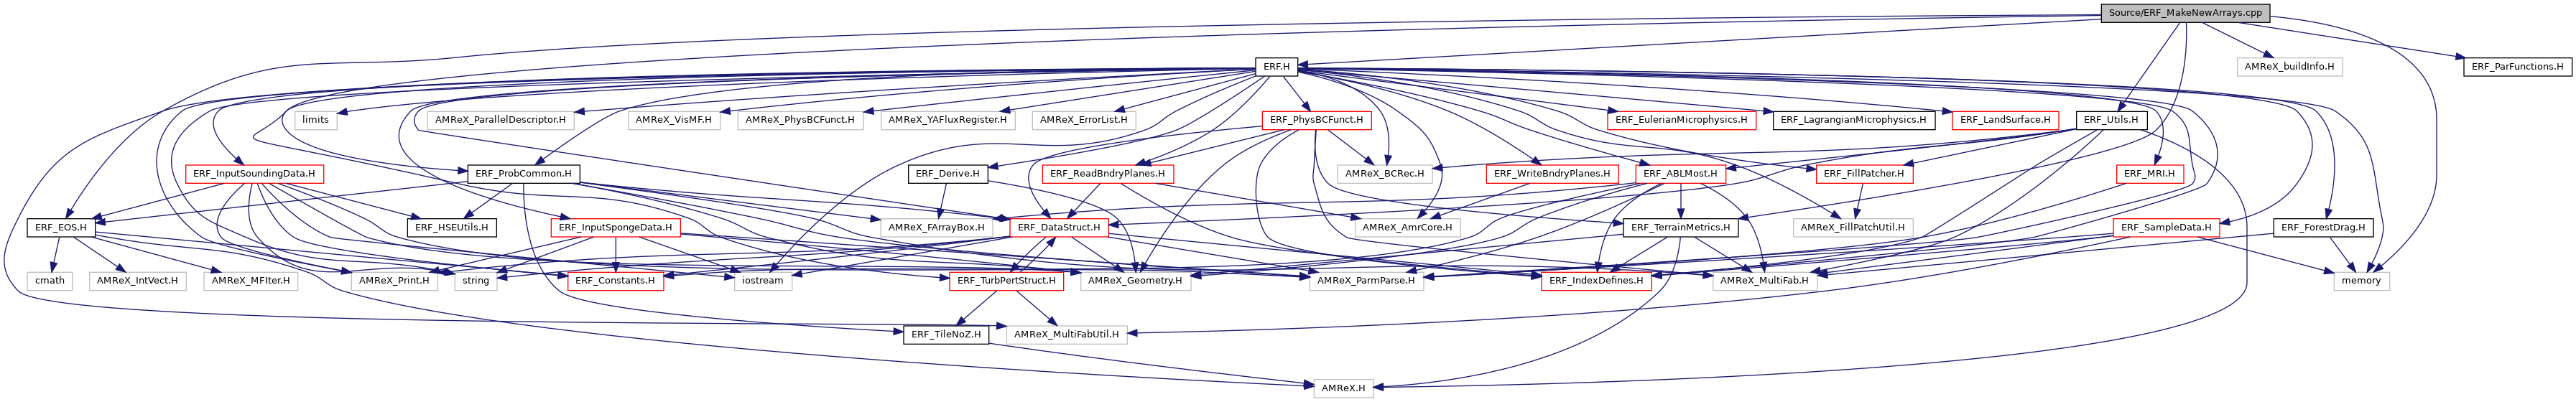 Source/ERF_MakeNewArrays.cpp
ERF.H
AMReX_buildInfo.H
ERF_ParFunctions.H
limits
AMReX_ParallelDescriptor.H
AMReX_VisMF.H
AMReX_PhysBCFunct.H
AMReX_YAFluxRegister.H
AMReX_ErrorList.H
ERF_PhysBCFunct.H
ERF_EulerianMicrophysics.H
ERF_LagrangianMicrophysics.H
ERF_LandSurface.H
ERF_Utils.H
ERF_InputSoundingData.H
ERF_ProbCommon.H
ERF_Derive.H
ERF_ReadBndryPlanes.H
AMReX_BCRec.H
ERF_WriteBndryPlanes.H
ERF_ABLMost.H
ERF_FillPatcher.H
ERF_MRI.H
ERF_EOS.H
ERF_HSEUtils.H
ERF_InputSpongeData.H
AMReX_FArrayBox.H
ERF_DataStruct.H
AMReX_AmrCore.H
ERF_TerrainMetrics.H
AMReX_FillPatchUtil.H
ERF_SampleData.H
ERF_ForestDrag.H
cmath
AMReX_IntVect.H
AMReX_MFIter.H
AMReX_Print.H
string
ERF_Constants.H
iostream
ERF_TurbPertStruct.H
AMReX_Geometry.H
AMReX_ParmParse.H
ERF_IndexDefines.H
AMReX_MultiFab.H
memory
ERF_TileNoZ.H
AMReX_MultiFabUtil.H
AMReX.H